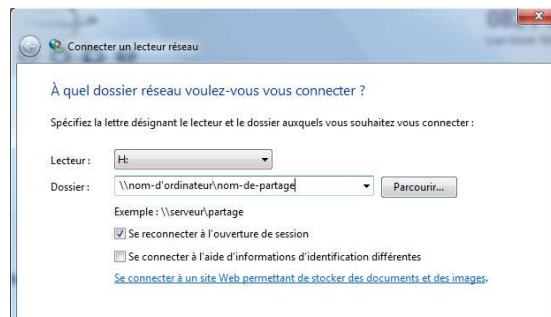 Connecter un lecteur réseau
À quel dossier réseau voulez-vous vous connecter ?
Spécifiez la lettre désignant le lecteur et le dossier auxquels vous souhaitez vous connecter :
Lecteur : H:
Dossier : \\nom-d'ordinateur\nom-de-partage Parcourir...
Exemple : \\serveur\partage
Se reconnecter à l'ouverture de session
Se connecter à l'aide d'informations d'identification différentes
Se connecter à un site Web permettant de stocker des documents et des images.